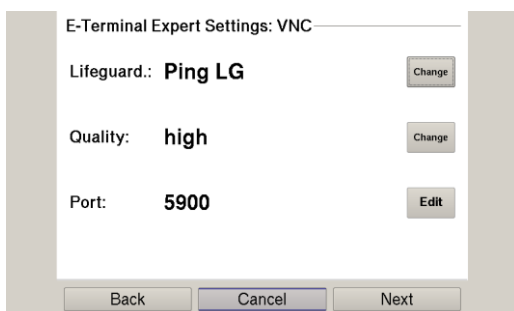 E-Terminal Expert Settings: VNC
Lifeguard.: Ping LG Change
Quality: high Change
Port: 5900 Edit
Back Cancel Next